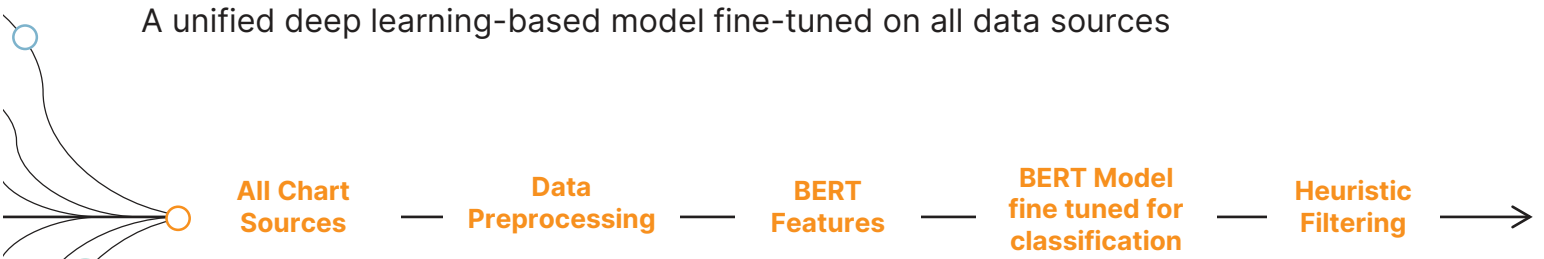 A unified deep learning-based model fine-tuned on all data sources
All Chart
Sources
Data
Preprocessing
BERT
Features
BERT Model
fine tuned for
classification
Heuristic
Filtering